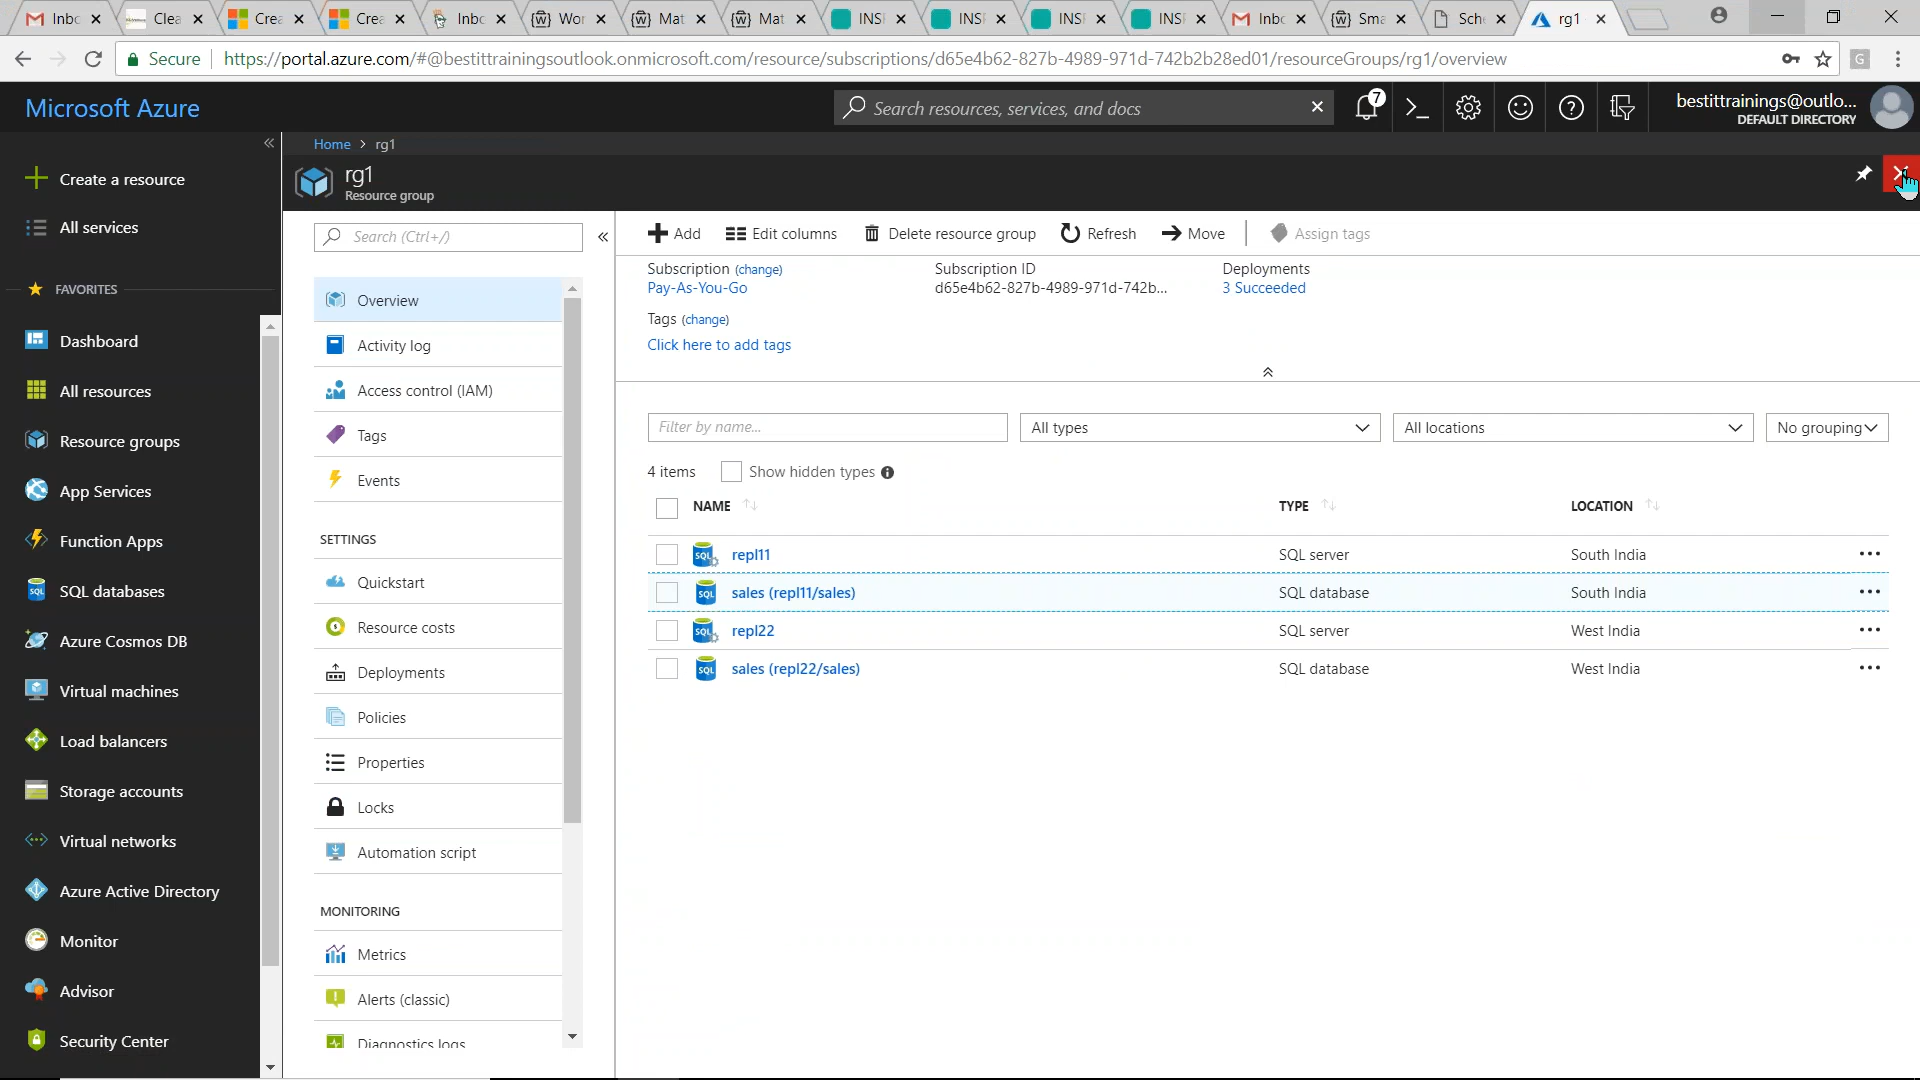 Inbc
Clea
Crea
Crea
Inbc
Wor
Mat
Mat
INSP
INSP
INSP
INSP
Inbc
Sma
Sch
rg1
Secure
https://portal.azure.com/#@bestittrainingsoutlook.onmicrosoft.com/resource/subscriptions/d65e4b62-827b-4989-971d-742b2b28ed01/resourceGroups/rg1/overview
Microsoft Azure
Search resources, services, and docs
7
bestittrainings@outlo...
DEFAULT DIRECTORY
Create a resource
All services
FAVORITES
Dashboard
All resources
Resource groups
App Services
Function Apps
SQL databases
Azure Cosmos DB
Virtual machines
Load balancers
Storage accounts
Virtual networks
Azure Active Directory
Monitor
Advisor
Security Center
Home > rg1
rg1
Resource group
Search (Ctrl+/)
Overview
Activity log
Access control (IAM)
Tags
Events
SETTINGS
Quickstart
Resource costs
Deployments
Policies
Properties
Locks
Automation script
MONITORING
Metrics
Alerts (classic)
Diagnostics logs
Add Edit columns Delete resource group Refresh Move Assign tags
Subscription (change) Subscription ID Deployments
Pay-As-You-Go d65e4b62-827b-4989-971d-742b... 3 Succeeded
Tags (change)
Click here to add tags
Filter by name... All types All locations No grouping
4 items Show hidden types
NAME TYPE LOCATION
repl11 SQL server South India
sales (repl11/sales) SQL database South India
repl22 SQL server West India
sales (repl22/sales) SQL database West India